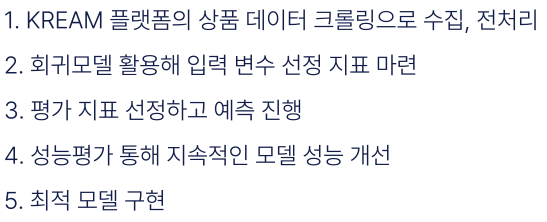 1. KREAM 플랫폼의 상품 데이터 크롤링으로 수집, 전처리
2. 회귀모델 활용해 입력 변수 선정 지표 마련
3. 평가 지표 선정하고 예측 진행
4. 성능평가 통해 지속적인 모델 성능 개선
5. 최적 모델 구현